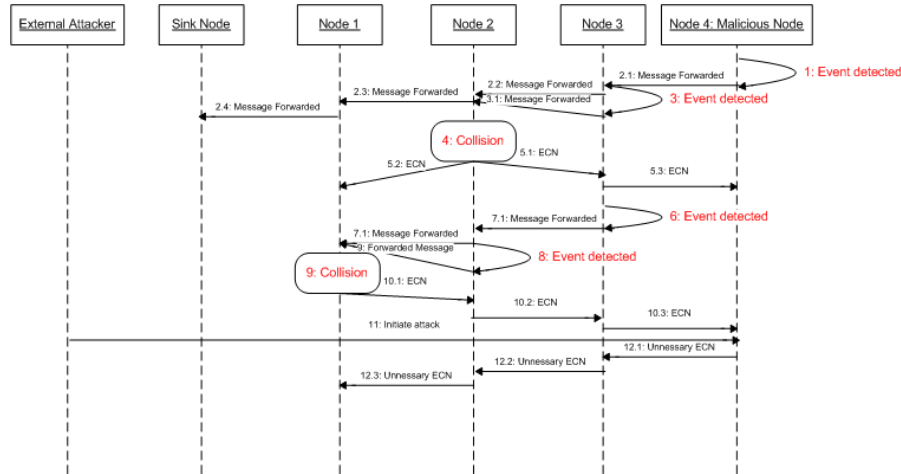 External Attacker
Sink Node
Node 1
Node 2
Node 3
Node 4: Malicious Node
1: Event detected
2.1: Message Forwarded
2.2: Message Forwarded
2.3: Message Forwarded
3: Event detected
3.1: Message Forwarded
2.4: Message Forwarded
4: Collision
5.1: ECN
5.2: ECN
5.3: ECN
6: Event detected
7.1: Message Forwarded
7.1: Message Forwarded
9: Forwarded Message
8: Event detected
9: Collision
10.1: ECN
10.2: ECN
10.3: ECN
11: Initiate attack
12.1: Unnessary ECN
12.2: Unnessary ECN
12.3: Unnessary ECN